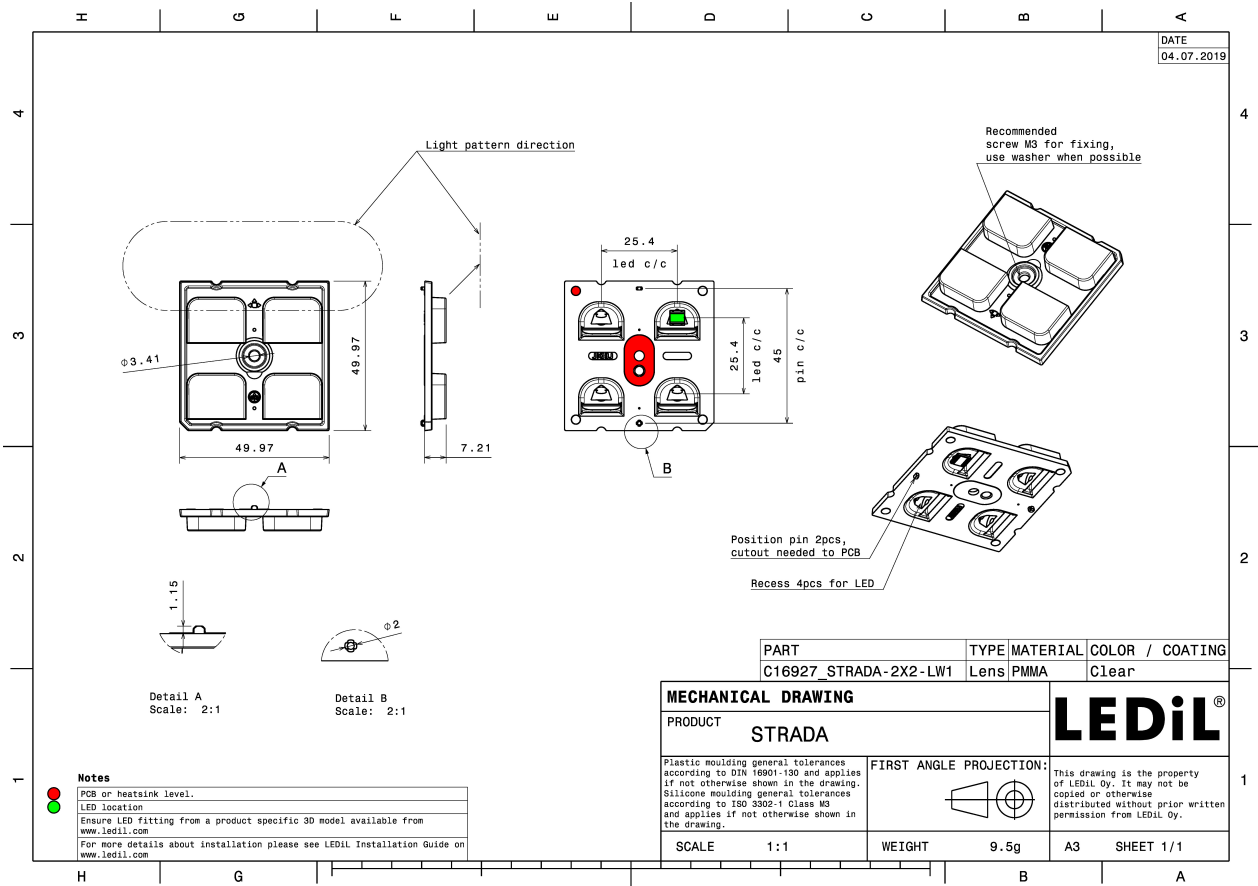 H G F E D C B A
DATE
04.07.2019
4
4
Recommended
screw M3 for fixing,
use washer when possible
Light pattern direction
25.4
led c/c
3
3
Φ3.41
49.97
25.4
led c/c
45
pin c/c
49.97
7.21
A
B
Position pin 2pcs,
cutout needed to PCB
Recess 4pcs for LED
2
2
1.15
Φ2
Detail A
Scale: 2:1
Detail B
Scale: 2:1
PART TYPE MATERIAL COLOR / COATING
C16927_STRADA-2X2-LW1 Lens PMMA Clear
MECHANICAL DRAWING
PRODUCT
STRADA
LEDiL®
Plastic moulding general tolerances
according to DIN 16901-130 and applies
if not otherwise shown in the drawing.
Silicone moulding general tolerances
according to ISO 3302-1 Class M3
and applies if not otherwise shown in
the drawing.
FIRST ANGLE PROJECTION:
This drawing is the property
of LEDiL Oy. It may not be
copied or otherwise
distributed without prior written
permission from LEDiL Oy.
SCALE 1:1 WEIGHT 9.5g A3 SHEET 1/1
1
1
Notes
PCB or heatsink level.
LED location
Ensure LED fitting from a product specific 3D model available from
www.ledil.com
For more details about installation please see LEDiL Installation Guide on
www.ledil.com
H G B A